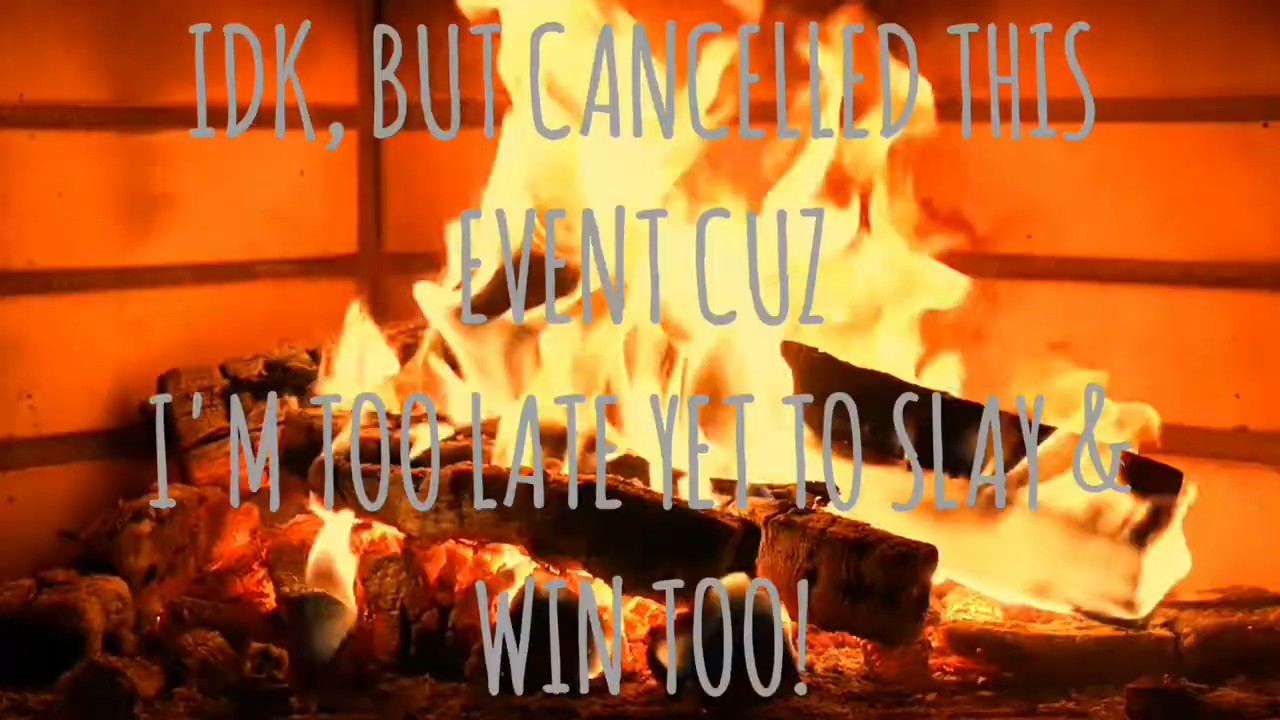 IDK, BUT CANCELLED THIS
EVENT CUZ
I'M TOO LATE YET TO SLAY &
WIN TOO!